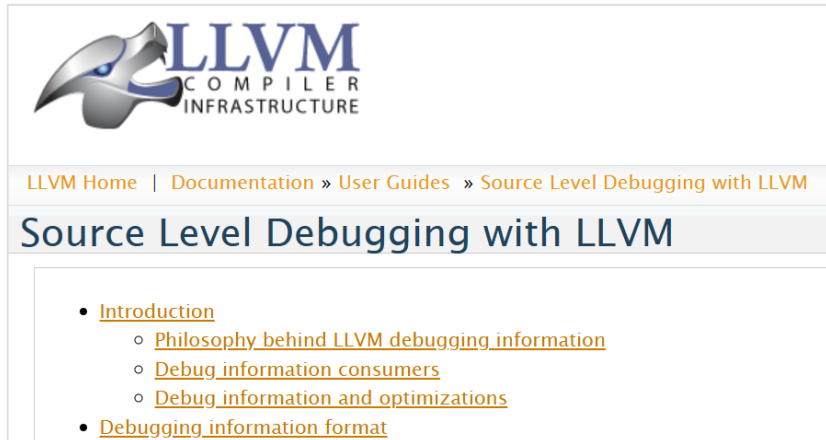 LLVM
COMPILER
INFRASTRUCTURE
LLVM Home | Documentation » User Guides » Source Level Debugging with LLVM
Source Level Debugging with LLVM
• Introduction
◦ Philosophy behind LLVM debugging information
◦ Debug information consumers
◦ Debug information and optimizations
• Debugging information format